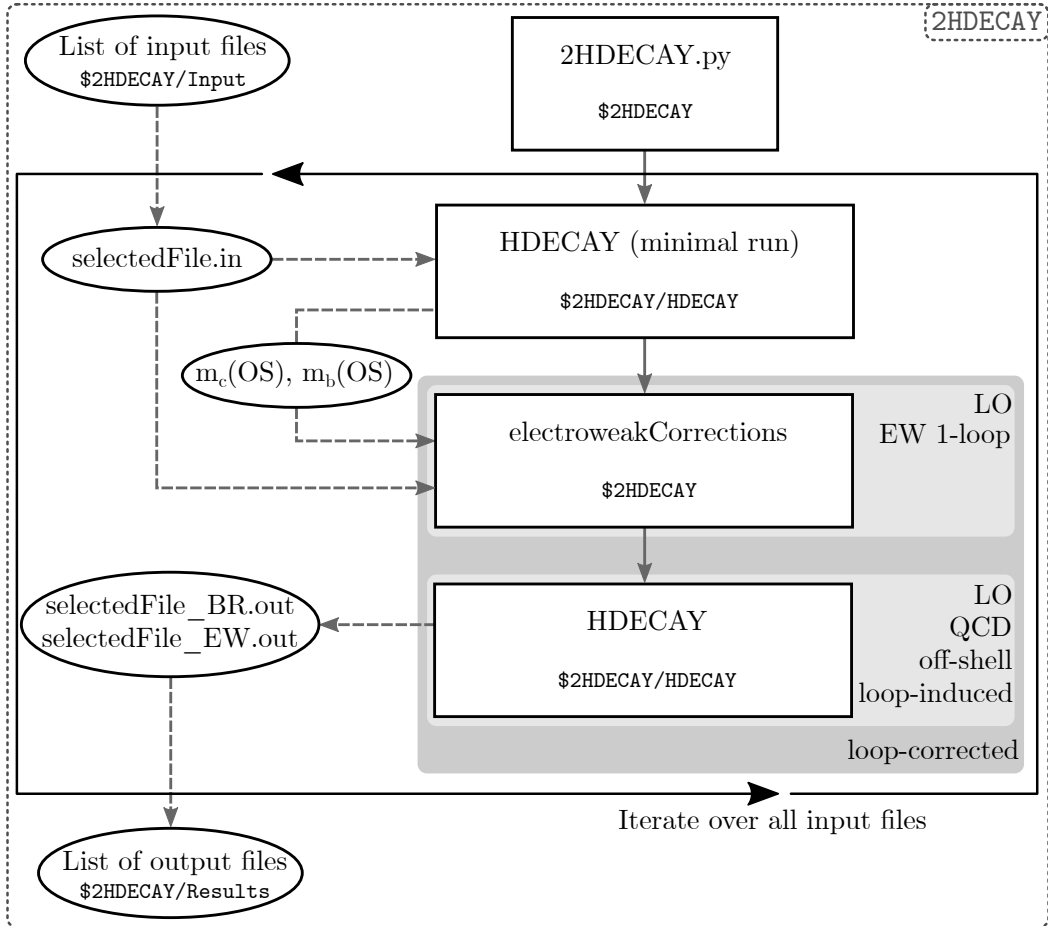 2HDECAY
List of input files
$2HDECAY/Input
2HDECAY.py
$2HDECAY
selectedFile.in
HDECAY (minimal run)
$2HDECAY/HDECAY
m_c(OS), m_b(OS)
electroweakCorrections
$2HDECAY
LO
EW 1-loop
selectedFile_BR.out
selectedFile_EW.out
HDECAY
$2HDECAY/HDECAY
LO
QCD
off-shell
loop-induced
loop-corrected
Iterate over all input files
List of output files
$2HDECAY/Results